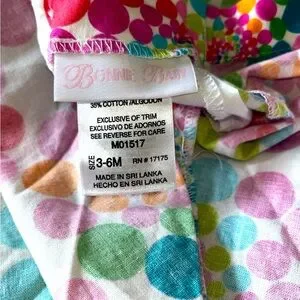 Bonnie Baby
35% COTTON/ALGODON
EXCLUSIVE OF TRIM
EXCLUSIVO DE ADORNOS
SEE REVERSE FOR CARE
M01517
SIZE 3-6M RN # 17175
MADE IN SRI LANKA
HECHO EN SRI LANKA